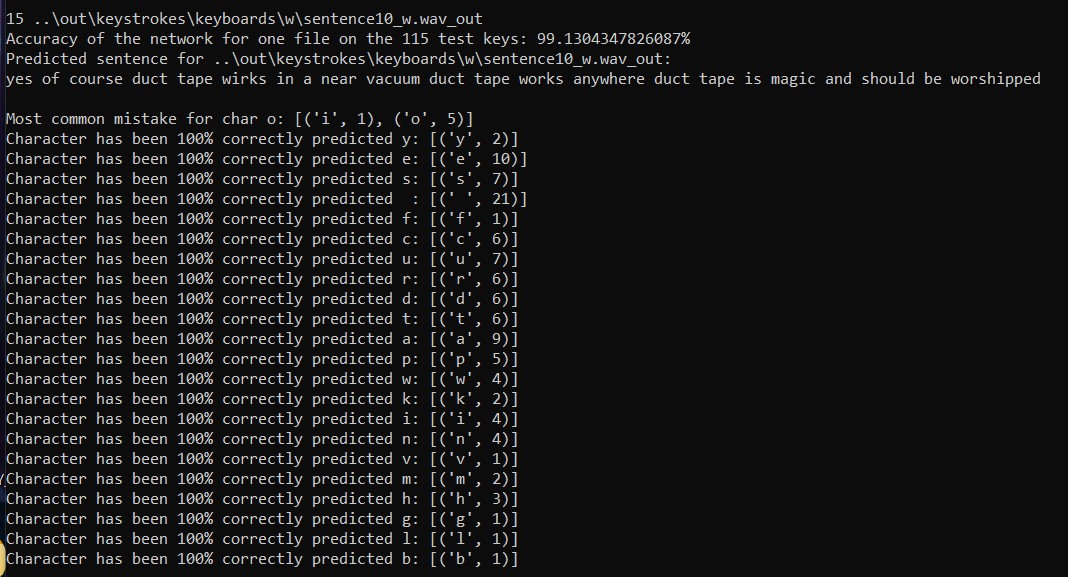 15 ..\out\keystrokes\keyboards\w\sentence10_w.wav_out
Accuracy of the network for one file on the 115 test keys: 99.1304347826087%
Predicted sentence for ..\out\keystrokes\keyboards\w\sentence10_w.wav_out:
yes of course duct tape wirks in a near vacuum duct tape works anywhere duct tape is magic and should be worshipped
Most common mistake for char o: [('i', 1), ('o', 5)]
Character has been 100% correctly predicted y: [('y', 2)]
Character has been 100% correctly predicted e: [('e', 10)]
Character has been 100% correctly predicted s: [('s', 7)]
Character has been 100% correctly predicted  : [(' ', 21)]
Character has been 100% correctly predicted f: [('f', 1)]
Character has been 100% correctly predicted c: [('c', 6)]
Character has been 100% correctly predicted u: [('u', 7)]
Character has been 100% correctly predicted r: [('r', 6)]
Character has been 100% correctly predicted d: [('d', 6)]
Character has been 100% correctly predicted t: [('t', 6)]
Character has been 100% correctly predicted a: [('a', 9)]
Character has been 100% correctly predicted p: [('p', 5)]
Character has been 100% correctly predicted w: [('w', 4)]
Character has been 100% correctly predicted k: [('k', 2)]
Character has been 100% correctly predicted i: [('i', 4)]
Character has been 100% correctly predicted n: [('n', 4)]
Character has been 100% correctly predicted v: [('v', 1)]
Character has been 100% correctly predicted m: [('m', 2)]
Character has been 100% correctly predicted h: [('h', 3)]
Character has been 100% correctly predicted g: [('g', 1)]
Character has been 100% correctly predicted l: [('l', 1)]
Character has been 100% correctly predicted b: [('b', 1)]